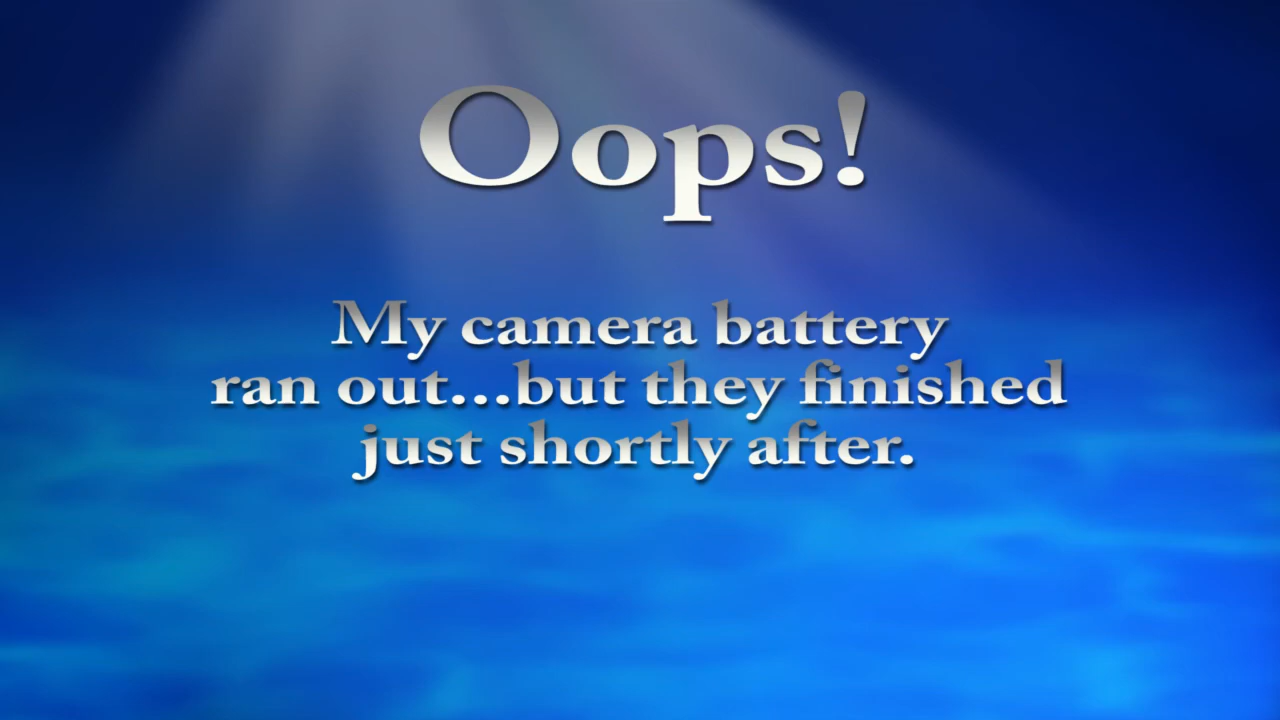 Oops!
My camera battery
ran out...but they finished
just shortly after.